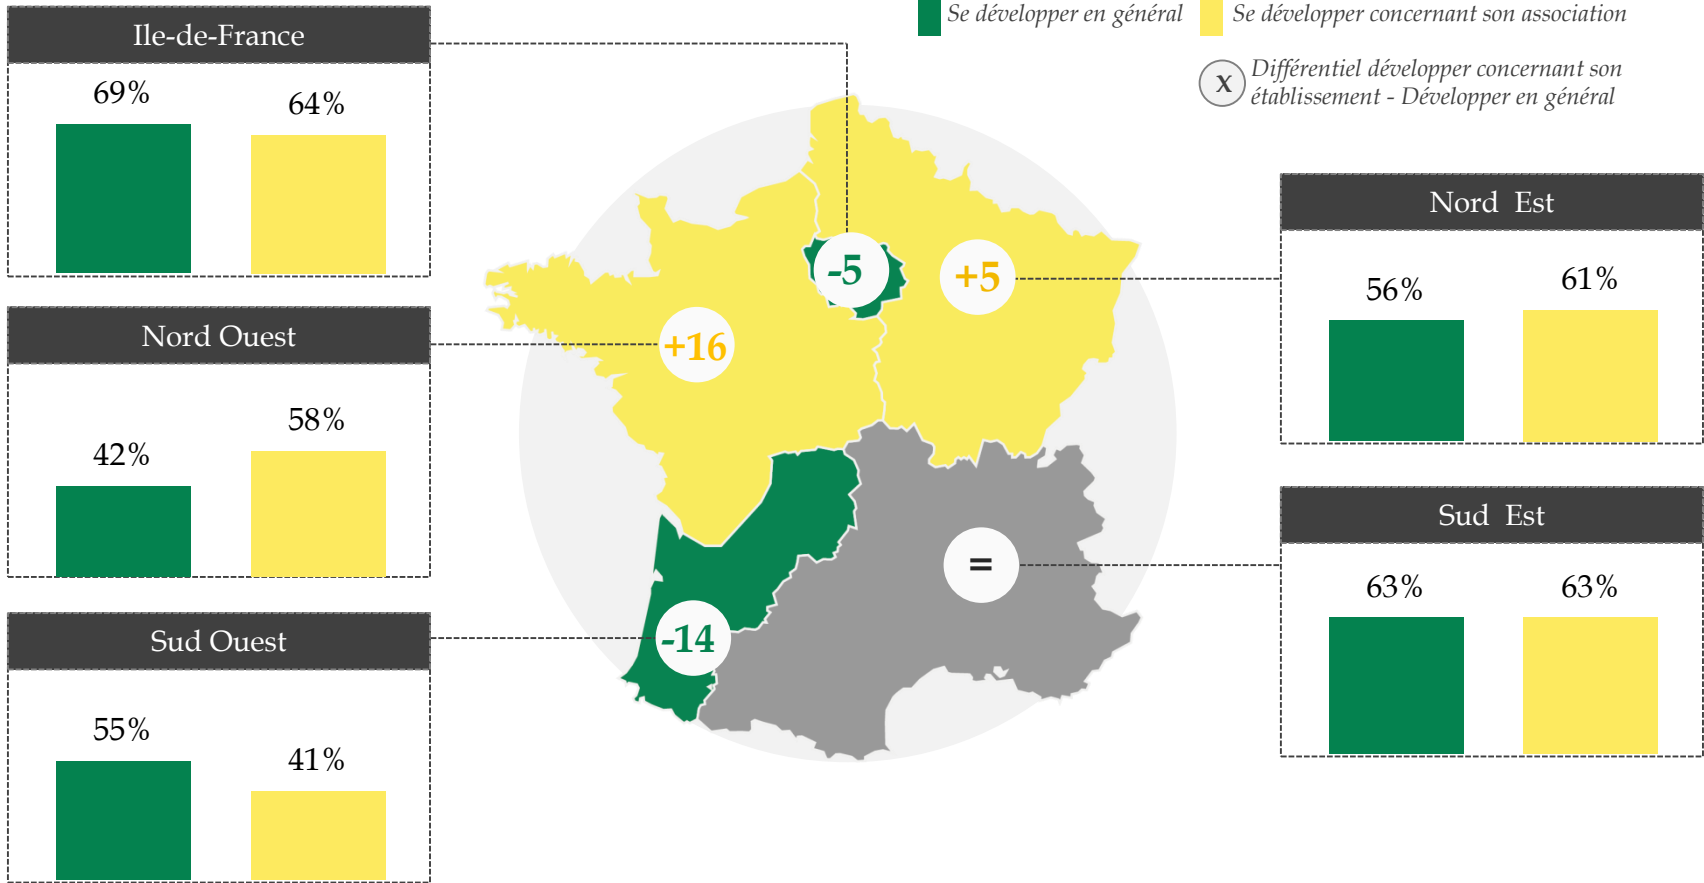 Se développer en général
Se développer concernant son association
X
Différentiel développer concernant son
établissement - Développer en général
Ile-de-France
69%
64%
Nord Ouest
42%
58%
Sud Ouest
55%
41%
-5
+5
+16
=
-14
Nord Est
56%
61%
Sud Est
63%
63%